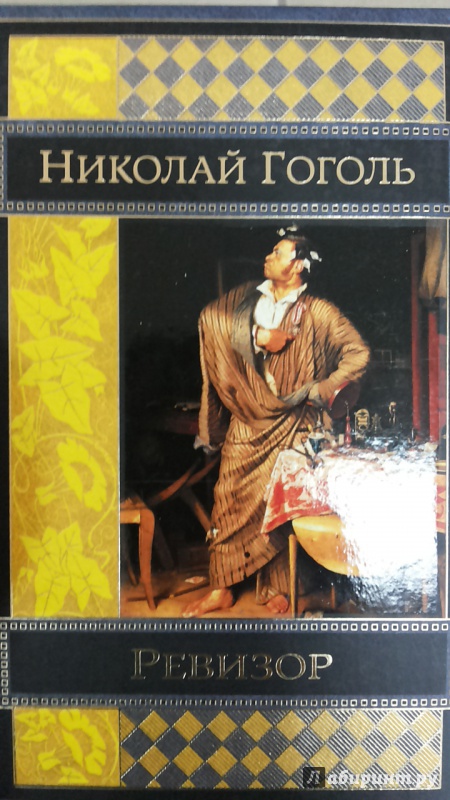 Николай Гоголь
Ревизор
Лабиринт.ру